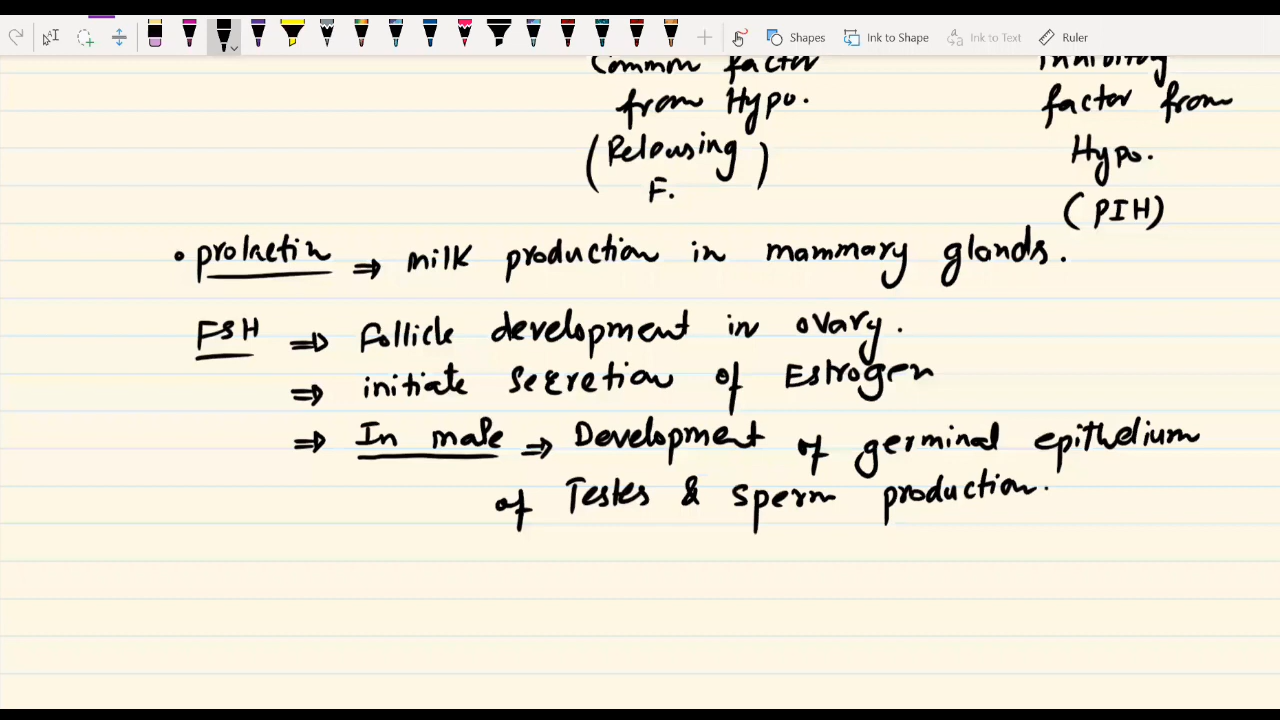 Shapes
Ink to Shape
Ink to Text
Ruler
Common factor
from Hypo.
(Releasing
F.)
Inhibitory
factor from
Hypo.
(PIH)
• prolactin ⇒ milk production in mammary glands.
FSH ⇒ Follicle development in ovary.
⇒ initiate secretion of Estrogen
⇒ In male ⇒ Development of germinal epithelium
of Testes & sperm production.